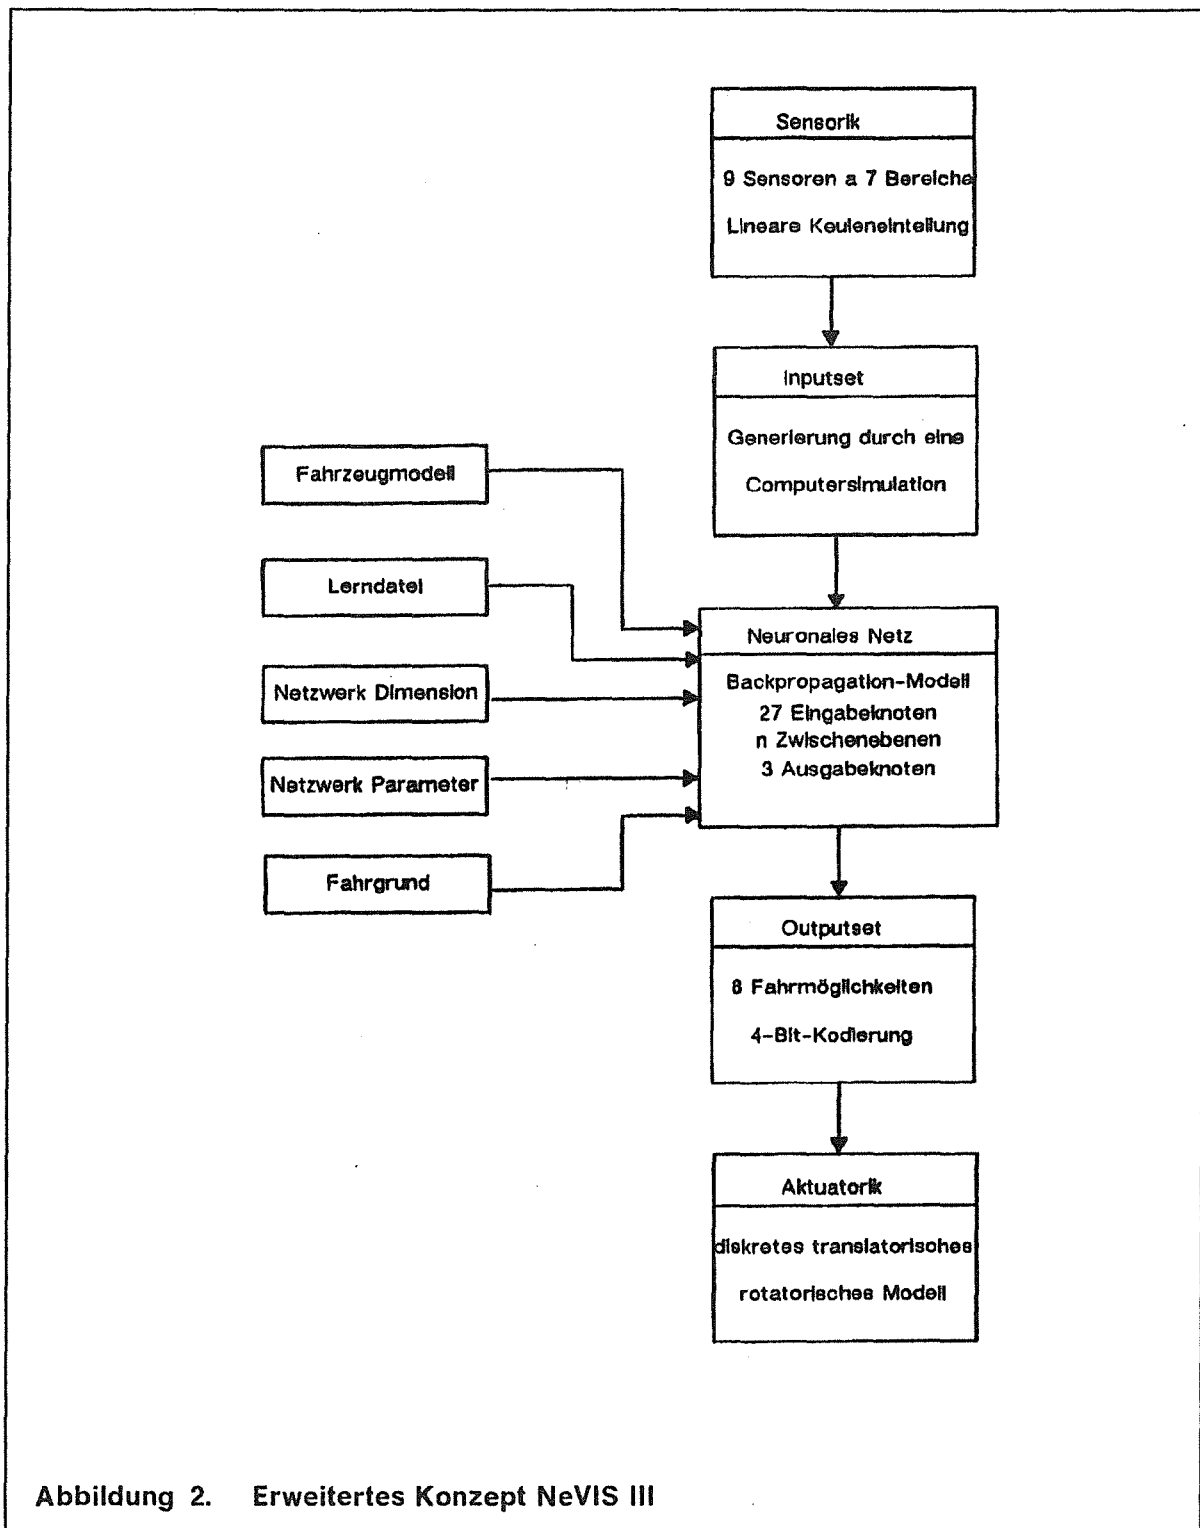 Sensorik
9 Sensoren a 7 Bereiche
Lineare Keuleneinteilung
Inputset
Generierung durch eine
Computersimulation
Fahrzeugmodell
Lerndatei
Netzwerk Dimension
Netzwerk Parameter
Fahrgrund
Neuronales Netz
Backpropagation-Modell
27 Eingabeknoten
n Zwischenebenen
3 Ausgabeknoten
Outputset
8 Fahrmöglichkeiten
4-Bit-Kodierung
Aktuatorik
diskretes translatorisches
rotatorisches Modell
Abbildung 2. Erweitertes Konzept NeVIS III